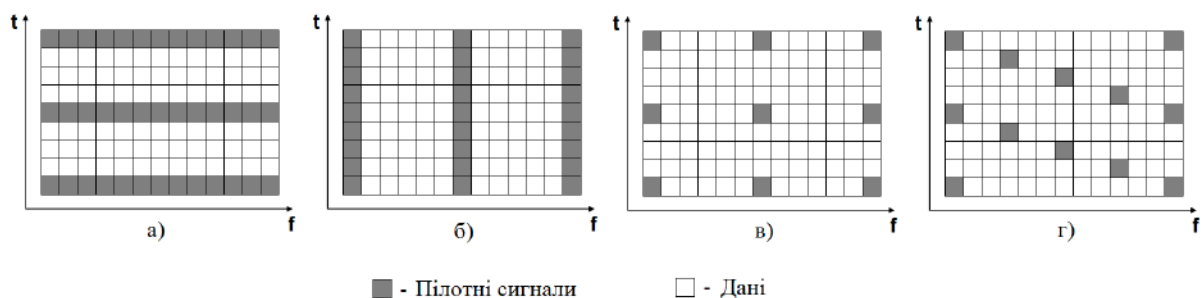 t t t t
f f f f
а) б) в) г)
- Пілотні сигнали - Дані